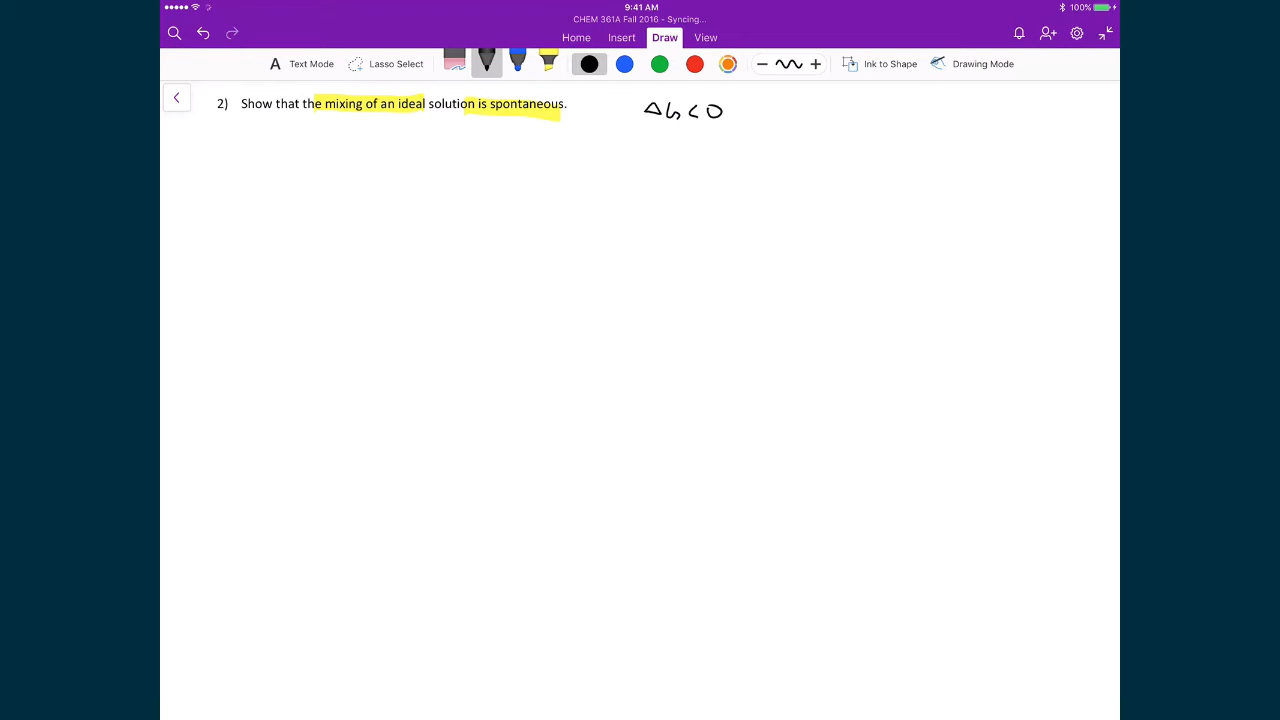 9:41 AM
100%
CHEM 361A Fall 2016 - Syncing...
Home Insert Draw View
A Text Mode Lasso Select Ink to Shape Drawing Mode
2) Show that the mixing of an ideal solution is spontaneous. ΔG < 0